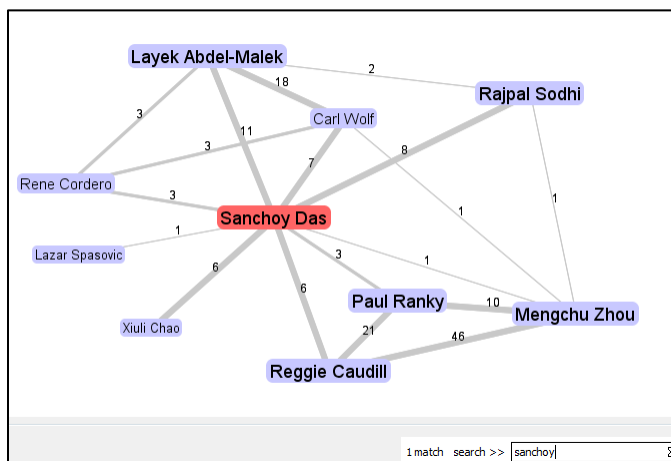 Layek Abdel-Malek
2
18
Rajpal Sodhi
3
Carl Wolf
11
3
8
7
Rene Cordero
3
1
1
Sanchoy Das
1
Lazar Spasovic
3
1
6
6
Paul Ranky
10
Mengchu Zhou
Xiuli Chao
21
46
Reggie Caudill
1 match search >> sanchoy